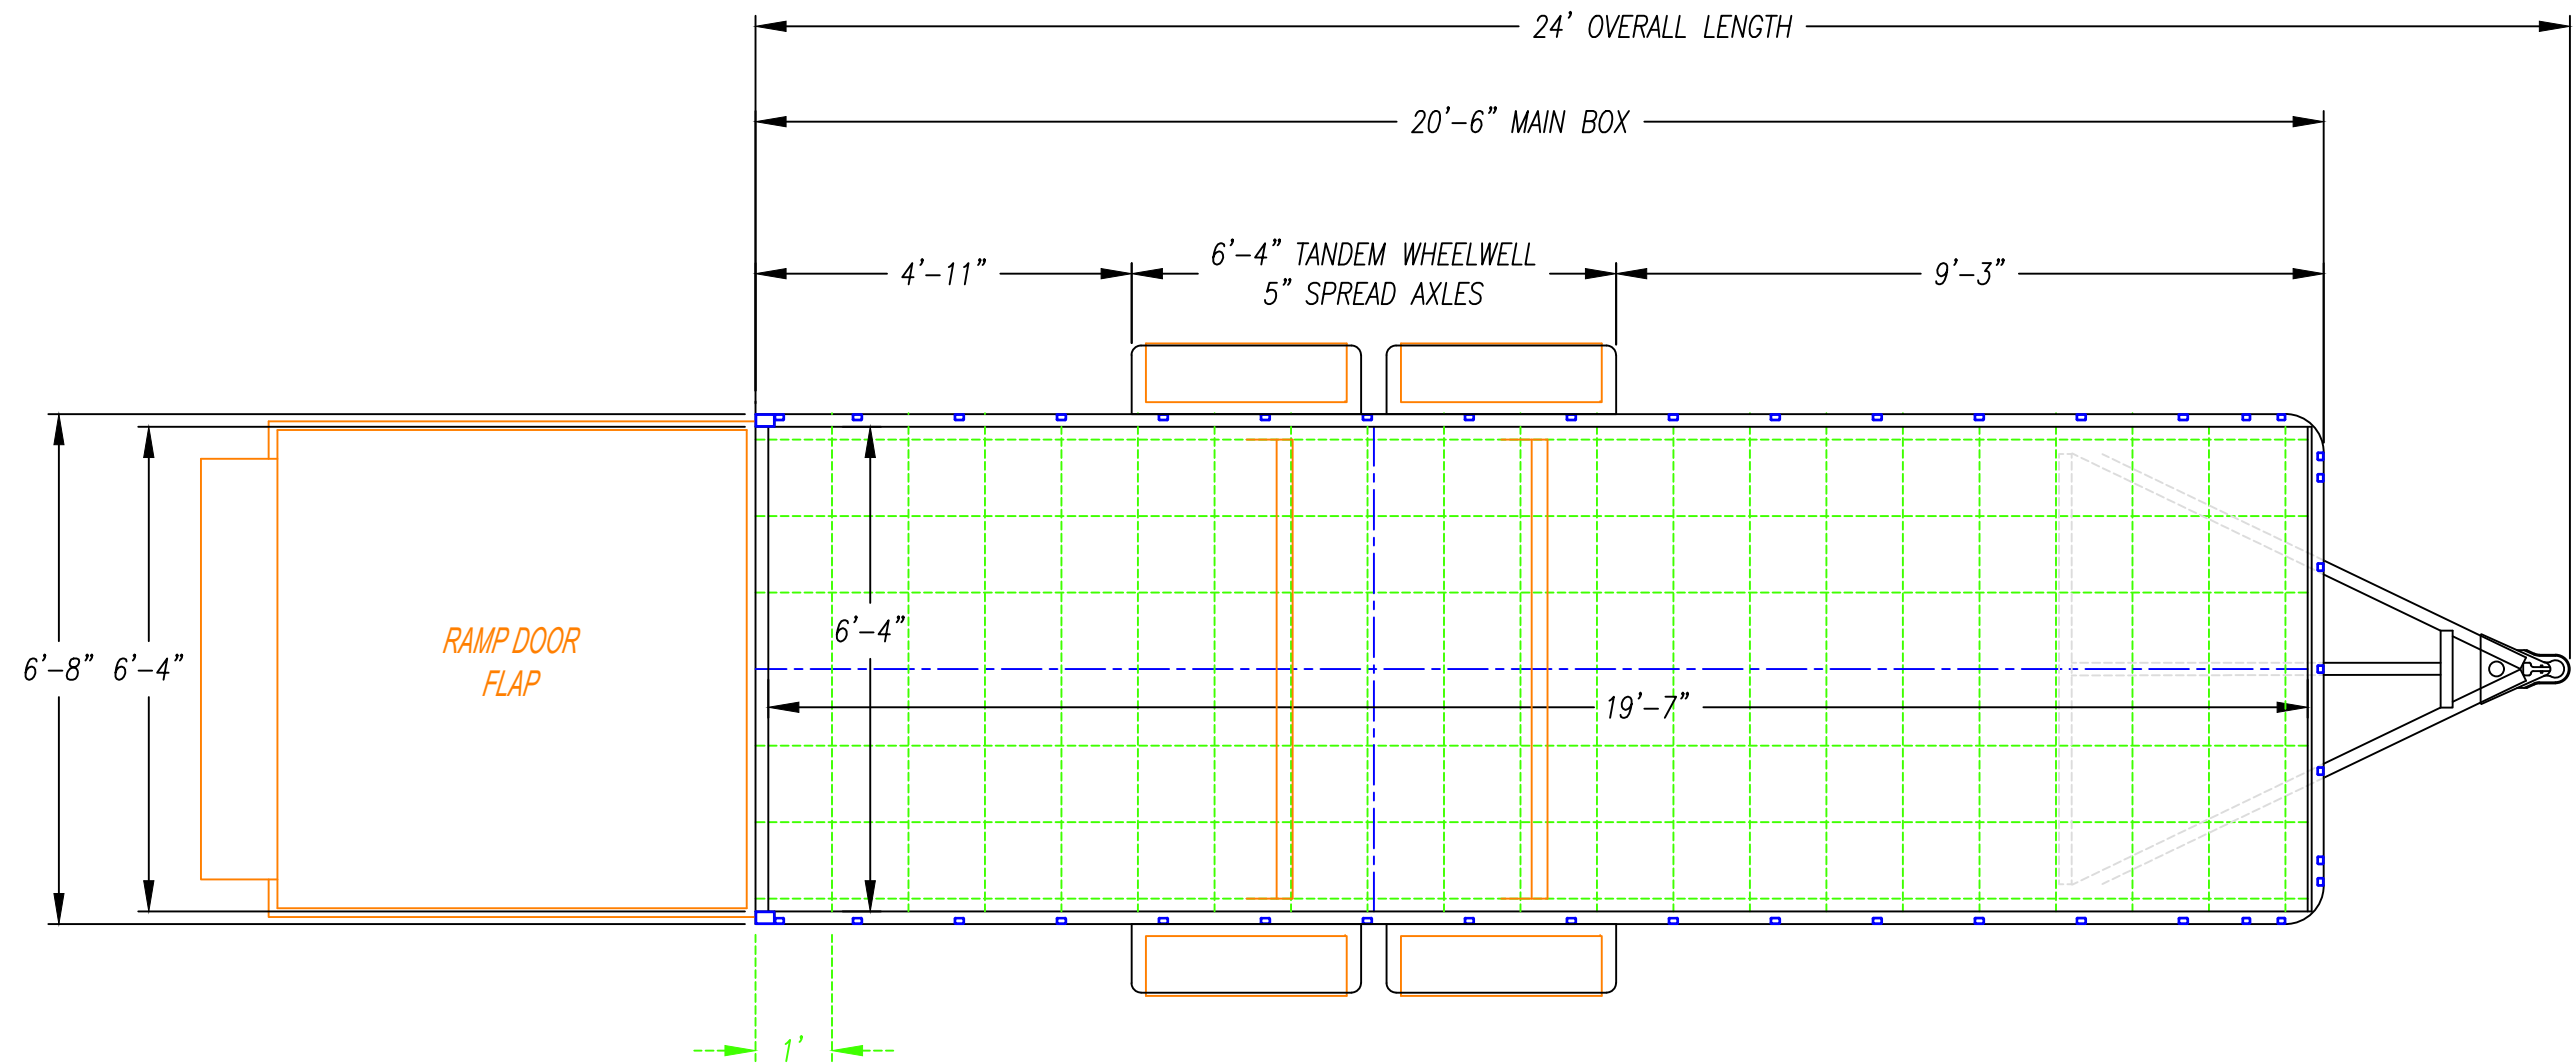 24' OVERALL LENGTH
20'-6" MAIN BOX
4'-11"
6'-4" TANDEM WHEELWELL
5" SPREAD AXLES
9'-3"
6'-8"
6'-4"
RAMP DOOR
FLAP
6'-4"
19'-7"
1'